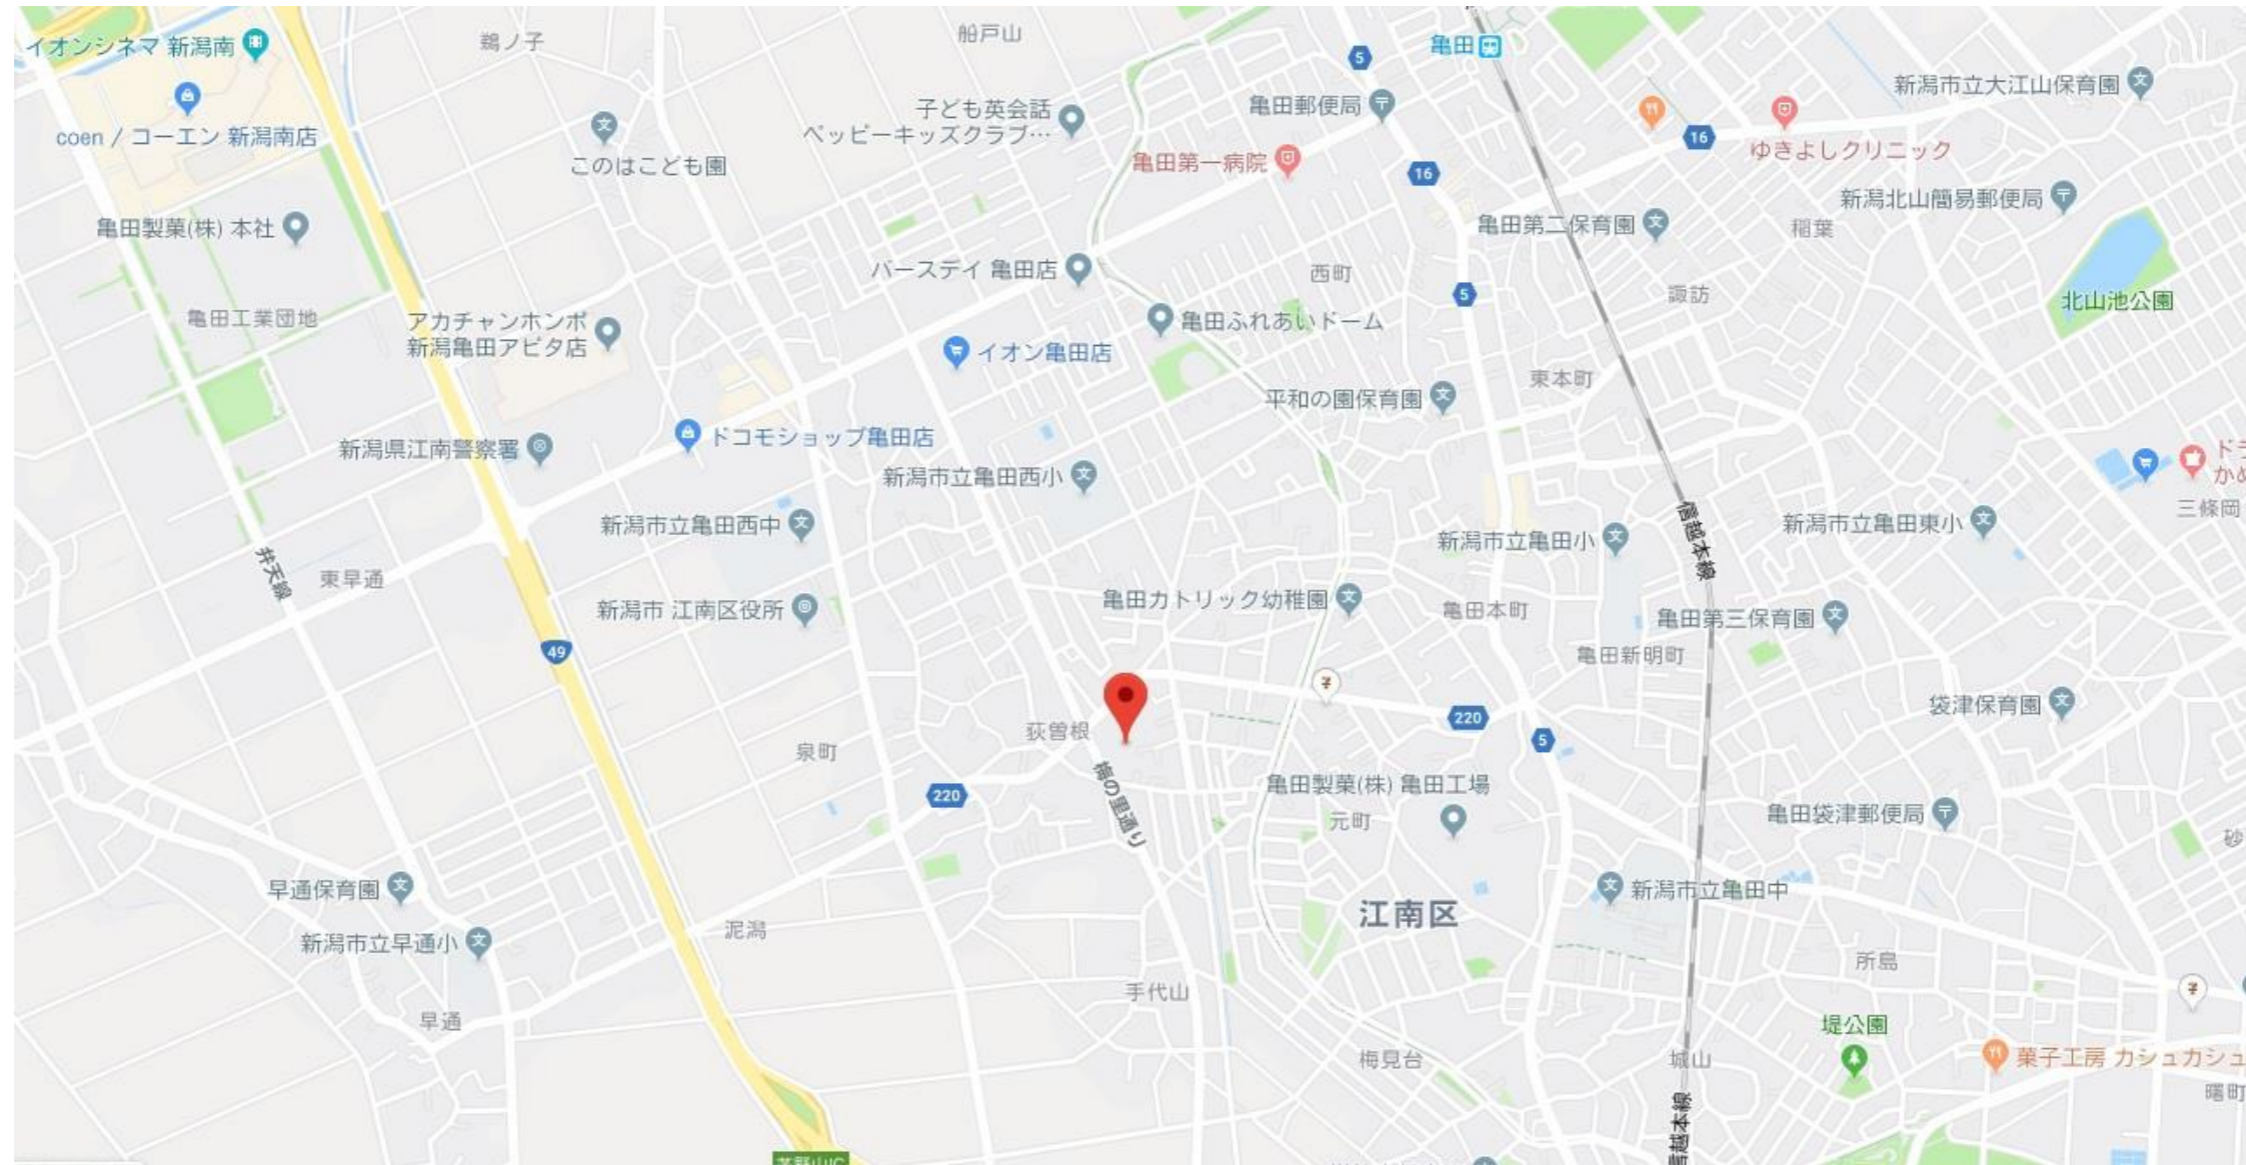 鵜ノ子
船戸山
イオンシネマ 新潟南
5
亀田
新潟市立大江山保育園
coen / コーエン 新潟南店
このはこども園
子ども英会話
ペッピーキッズクラブ…
亀田郵便局
亀田第一病院
16
16
ゆきよしクリニック
新潟北山簡易郵便局
亀田製菓(株) 本社
亀田第二保育園
稲葉
バースデイ 亀田店
西町
5
諏訪
北山池公園
亀田工業団地
アカチャンホンポ
新潟亀田アピタ店
亀田ふれあいドーム
イオン亀田店
東本町
平和の園保育園
新潟県江南警察署
ドコモショップ亀田店
新潟市立亀田西小
三條岡
新潟市立亀田西中
新潟市立亀田小
信越本線
新潟市立亀田東小
弁天線
東早通
新潟市 江南区役所
亀田カトリック幼稚園
亀田本町
亀田第三保育園
49
亀田新明町
袋津保育園
泉町
荻曽根
220
5
梅の里通り
220
亀田製菓(株) 亀田工場
元町
亀田袋津郵便局
砂
早通保育園
江南区
新潟市立亀田中
新潟市立早通小
泥潟
手代山
所島
早通
堤公園
梅見台
城山
菓子工房 カシュカシュ
曙町
信越本線